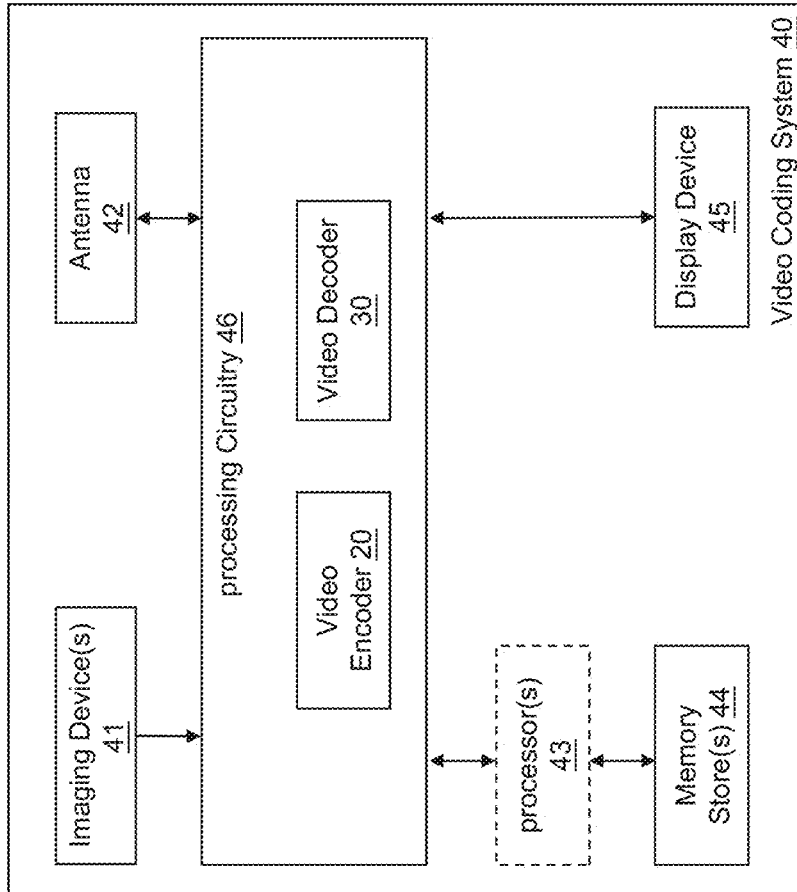 Imaging Device(s)
41
Antenna
42
processing Circuitry 46
Video
Encoder 20
Video Decoder
30
processor(s)
43
Memory
Store(s) 44
Display Device
45
Video Coding System 40